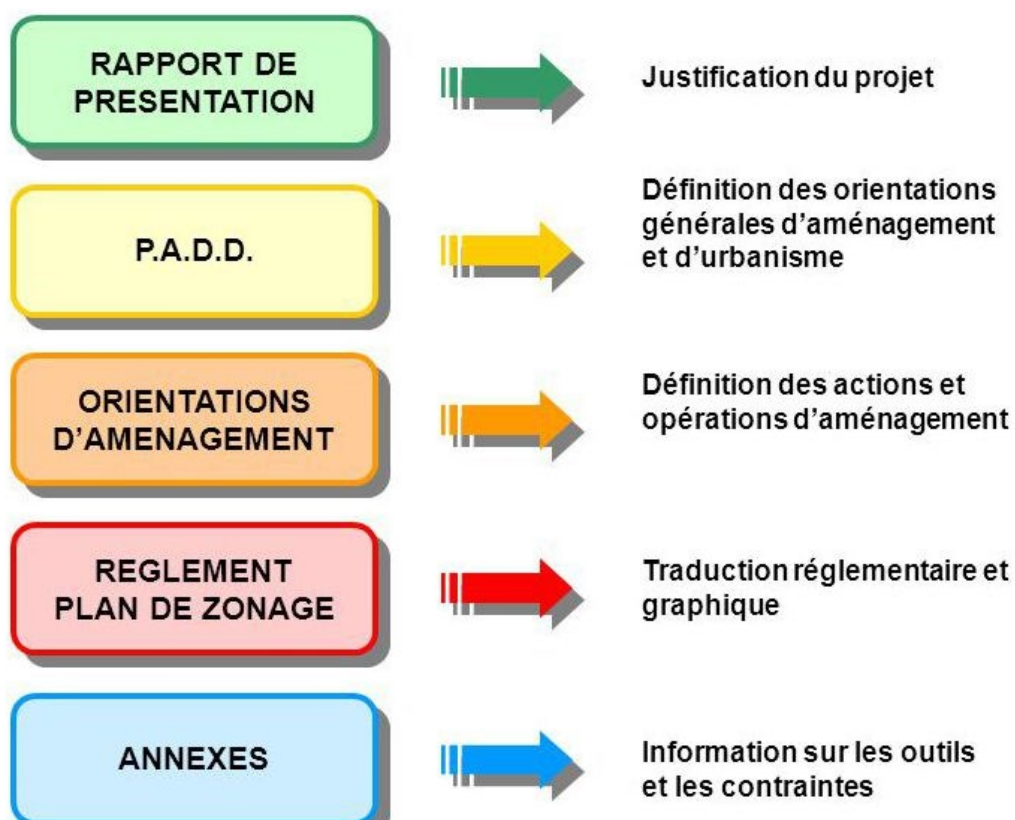 RAPPORT DE
PRESENTATION
Justification du projet
P.A.D.D.
Définition des orientations
générales d’aménagement
et d’urbanisme
ORIENTATIONS
D’AMENAGEMENT
Définition des actions et
opérations d’aménagement
REGLEMENT
PLAN DE ZONAGE
Traduction réglementaire et
graphique
ANNEXES
Information sur les outils
et les contraintes